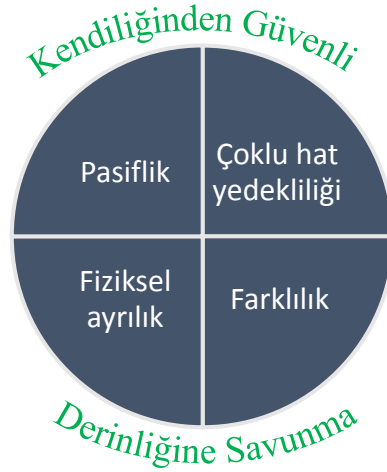 Kendiliğinden Güvenli
Pasiflik
Çoklu hat
yedekliliği
Fiziksel
ayrılık
Farklılık
Derinliğine Savunma